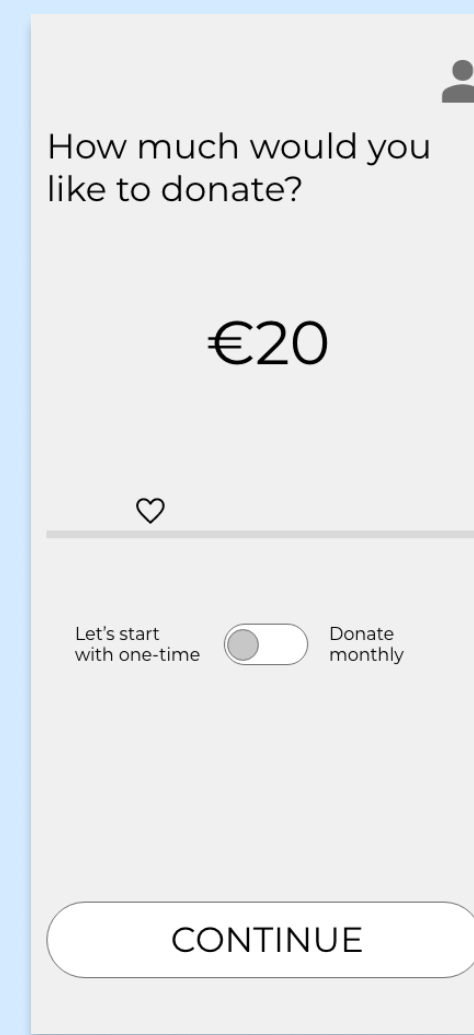 How much would you
like to donate?
€20
Let's start
with one-time
Donate
monthly
CONTINUE